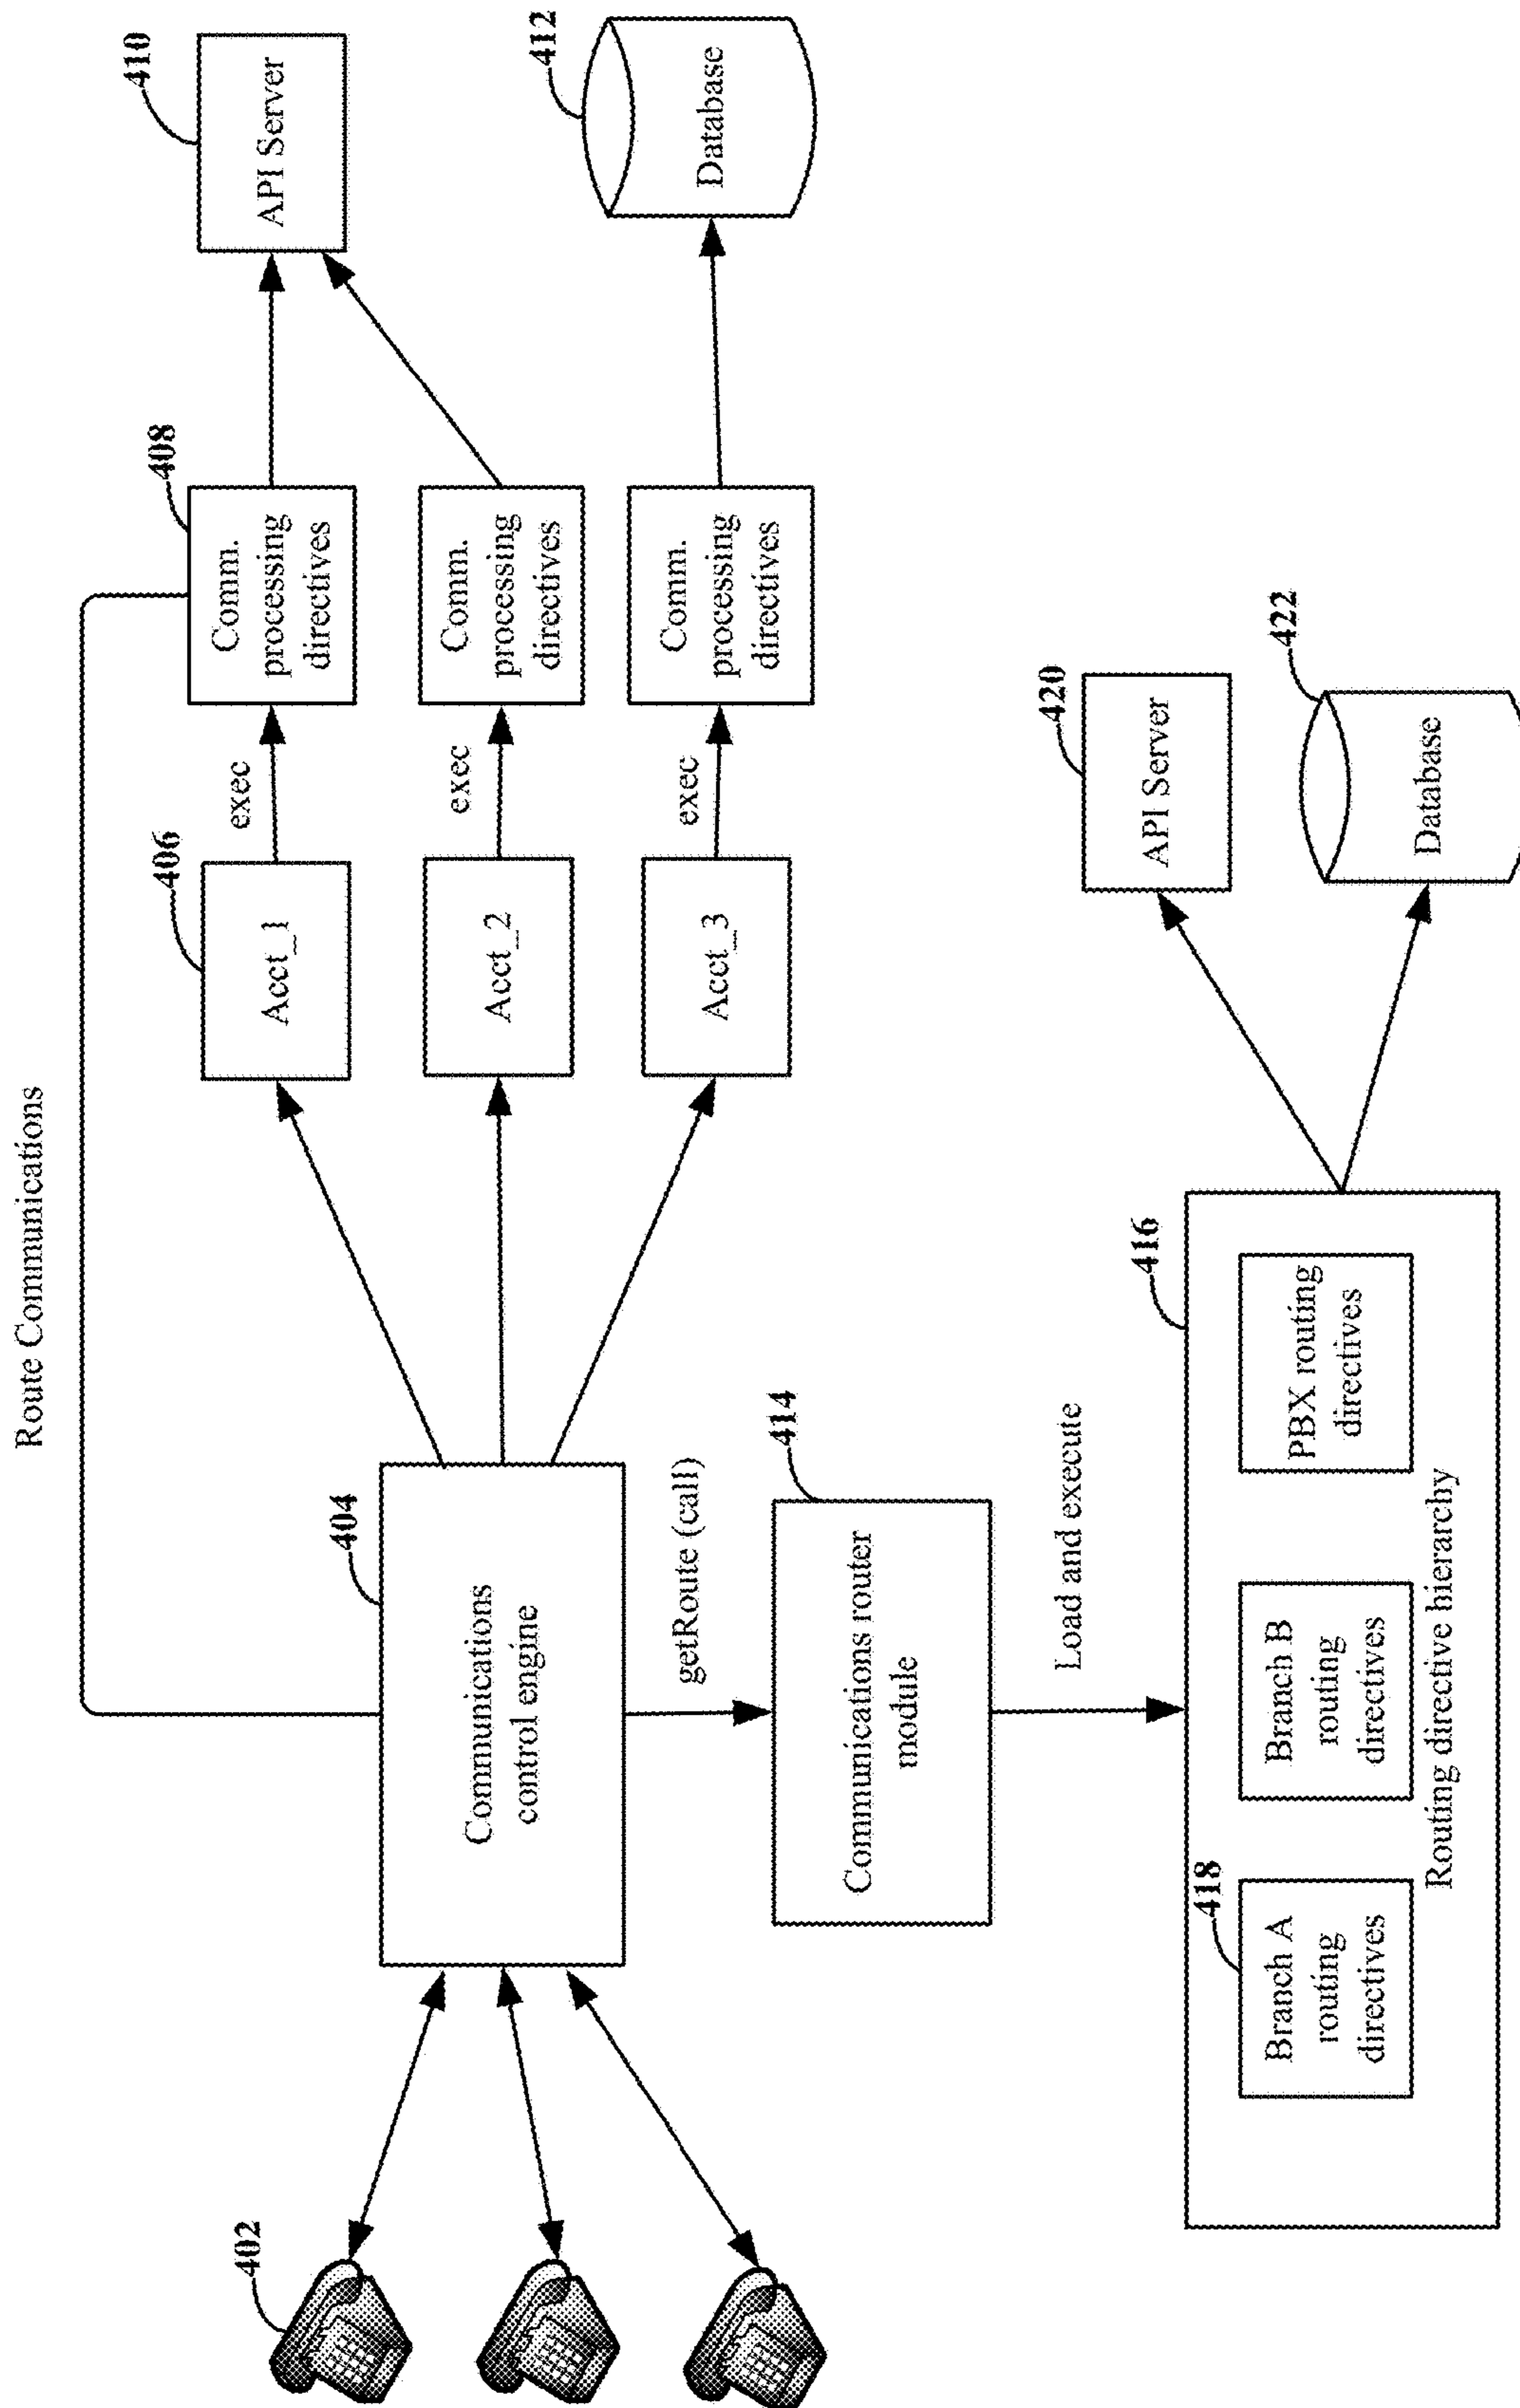 Route Communications
402
404
Communications
control engine
406
Acct_1
exec
408
Comm.
processing
directives
410
API Server
Acct_2
exec
Comm.
processing
directives
Acct_3
exec
Comm.
processing
directives
412
Database
getRoute (call)
414
Communications router
module
Load and execute
416
418
Branch A
routing
directives
Branch B
routing
directives
PBX routing
directives
Routing directive hierarchy
420
API Server
422
Database